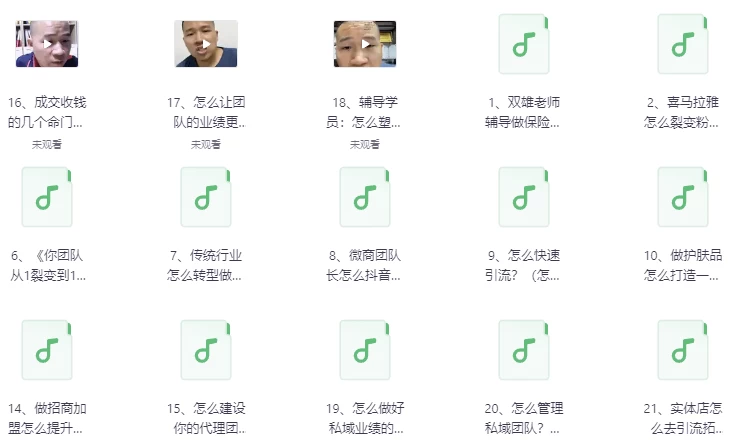 16、成交收钱
的几个命门...
未观看
17、怎么让团
队的业绩更...
未观看
18、辅导学
员：怎么塑...
未观看
1、双雄老师
辅导做保险...
2、喜马拉雅
怎么裂变粉...
6、《你团队
从1裂变到1...
7、传统行业
怎么转型做...
8、微商团队
长怎么抖音...
9、怎么快速
引流？（怎...
10、做护肤品
怎么打造一...
14、做招商加
盟怎么提升...
15、怎么建设
你的代理团...
19、怎么做好
私域业绩的...
20、怎么管理
私域团队？...
21、实体店怎
么去引流拓...